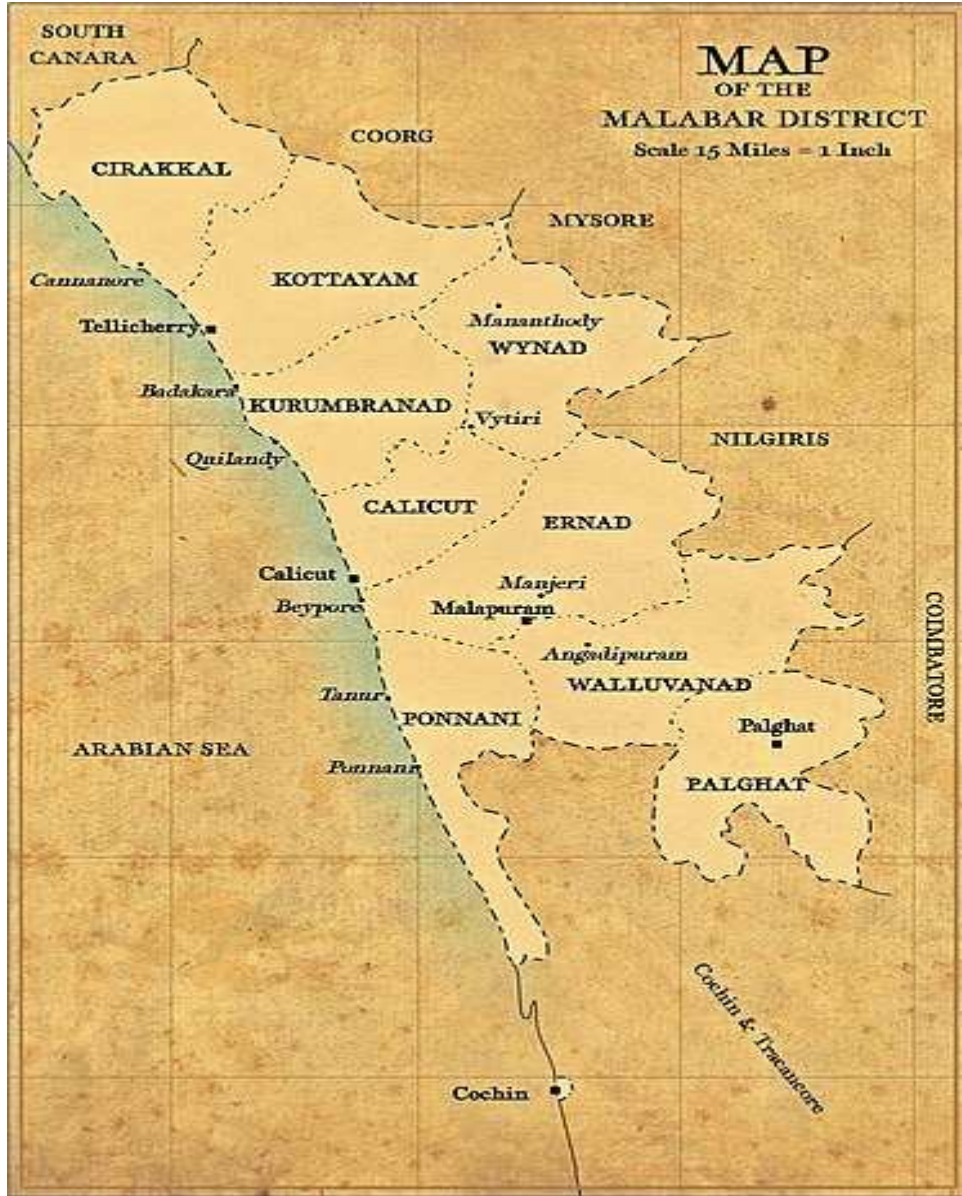 SOUTH
CANARA
MAP
OF THE
MALABAR DISTRICT
Scale 15 Miles = 1 Inch
COORG
CIRAKKAL
MYSORE
Cannanore
KOTTAYAM
Tellicherry
Mananthody
WYNAD
Badakara
KURUMBRANAD
Vytiri
NILGIRIS
Quilandy
CALICUT
ERNAD
Calicut
Manjeri
Beypore
Malapuram
COIMBATORE
Angadipuram
WALLUVANAD
Tanur
PONNANI
Palghat
ARABIAN SEA
Ponnani
PALGHAT
Cochin & Tracancore
Cochin